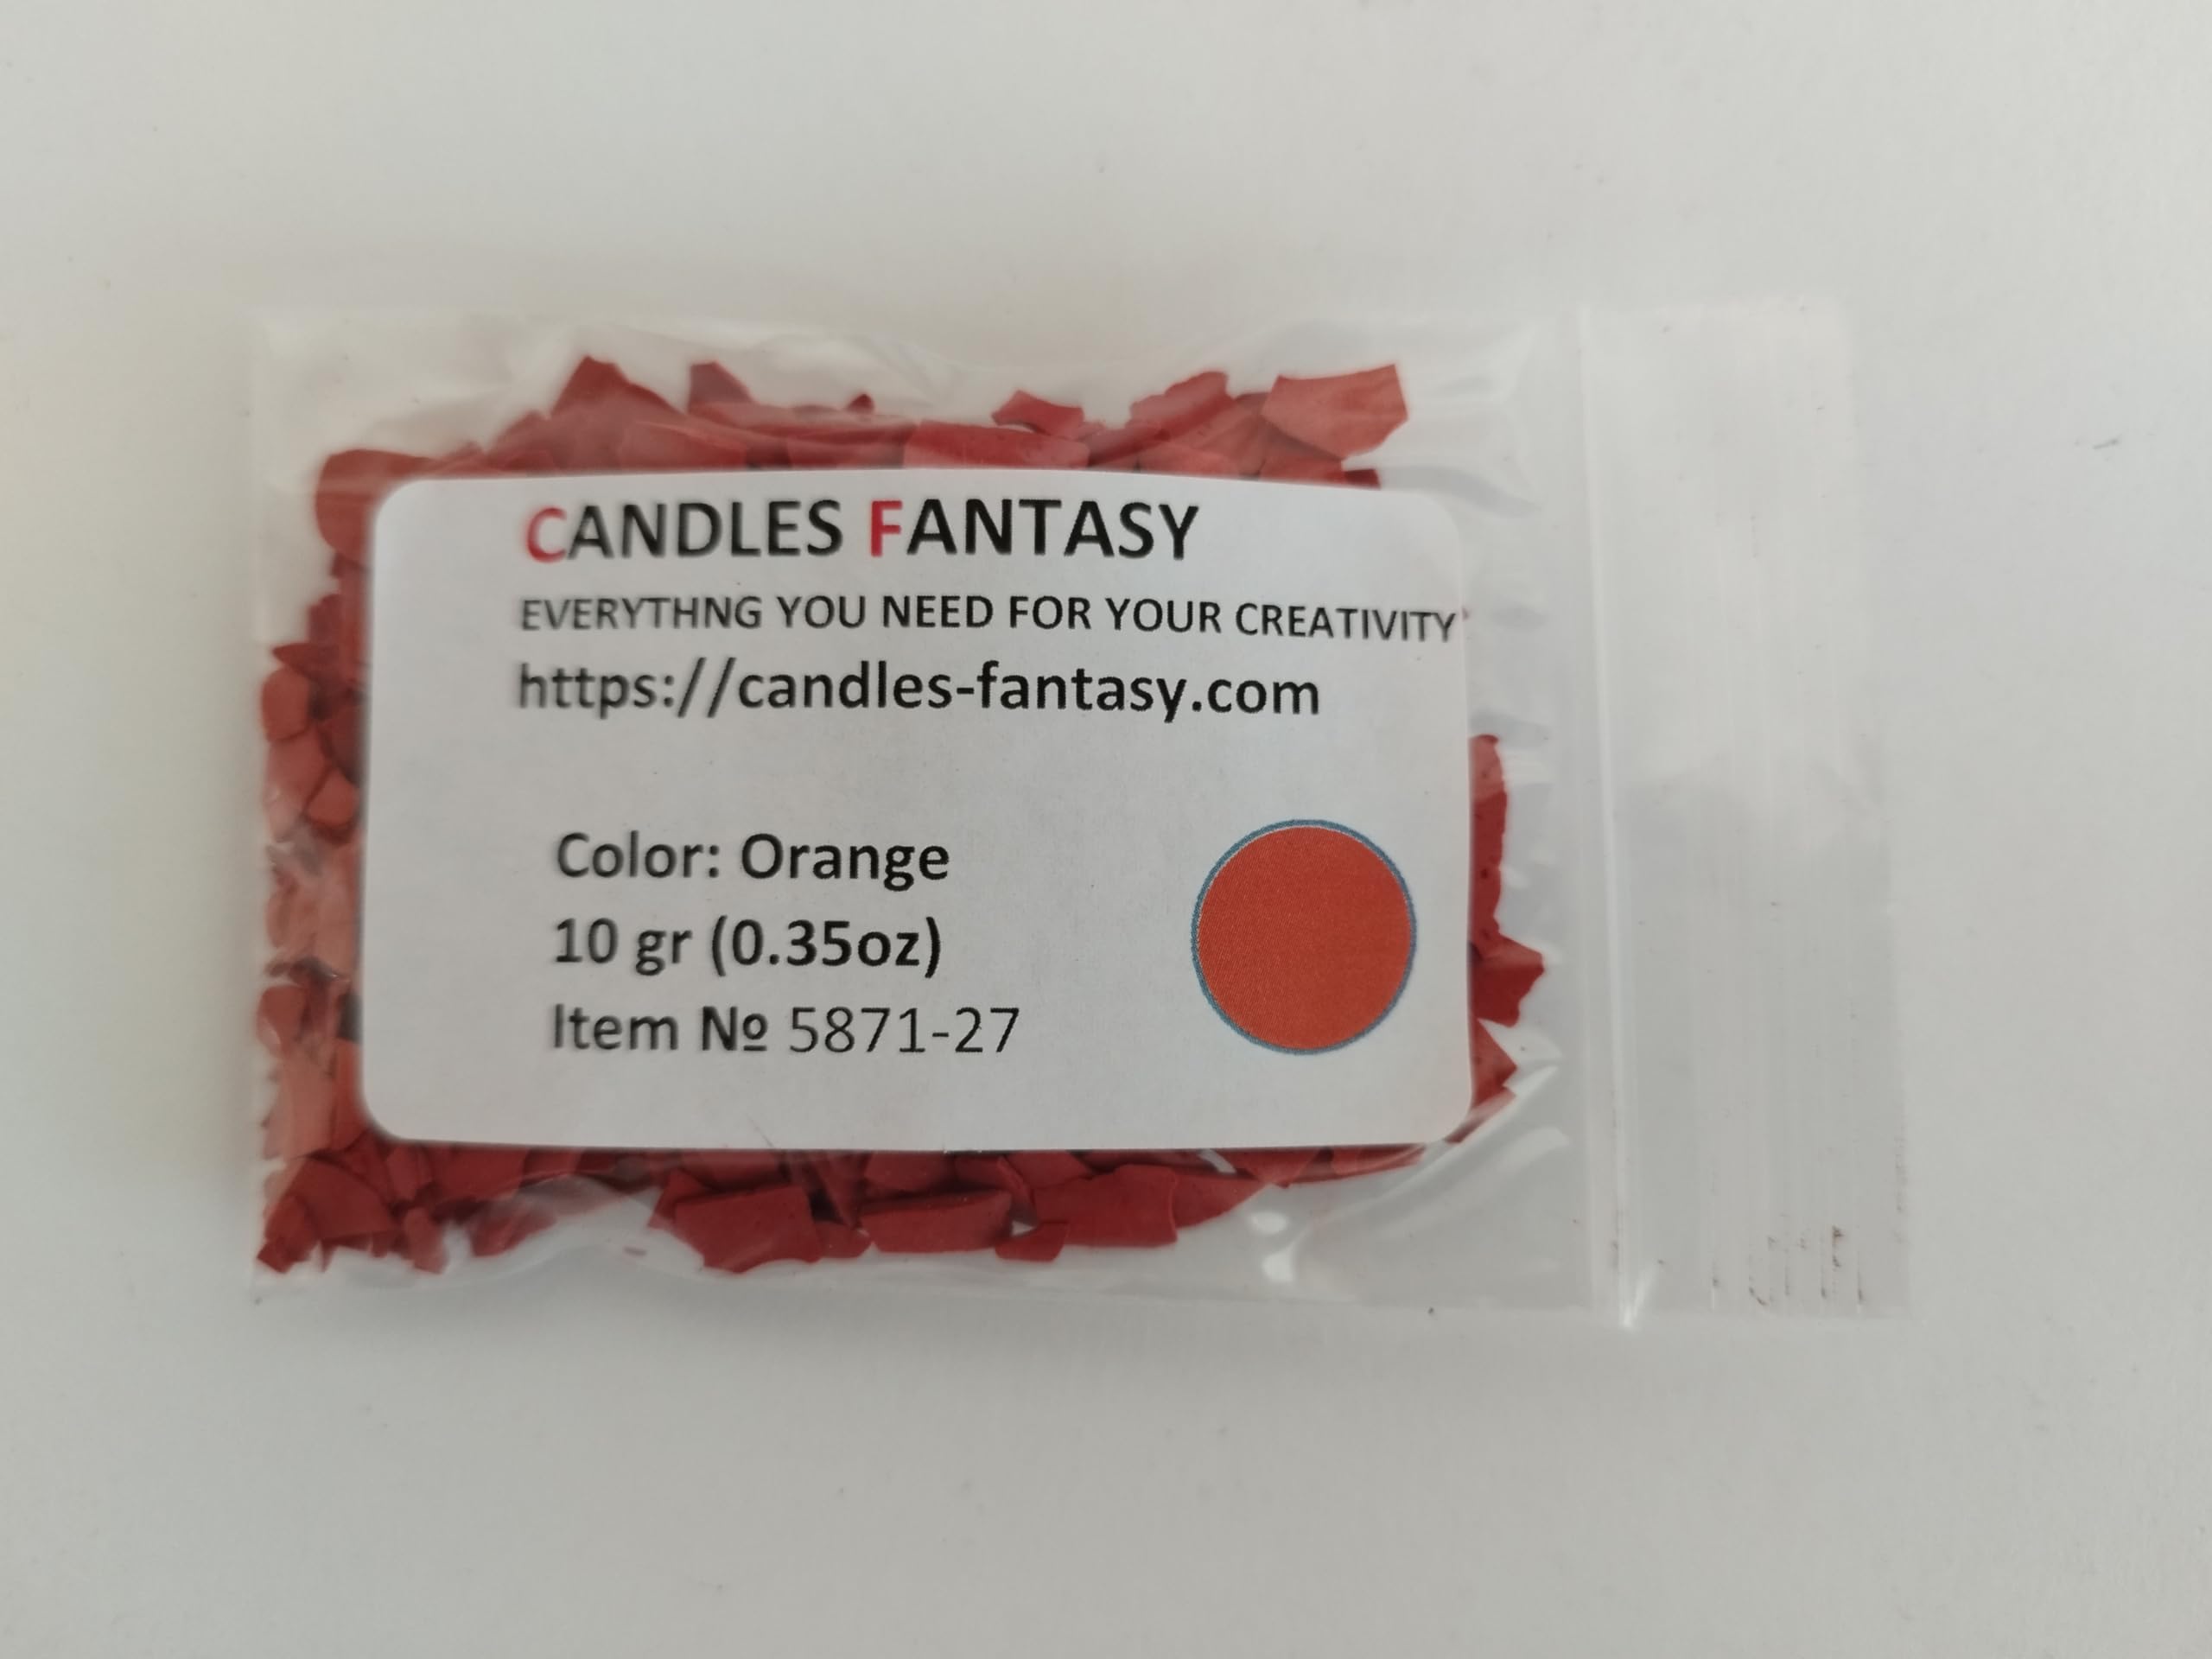 CANDLES FANTASY
EVERYTHNG YOU NEED FOR YOUR CREATIVITY
https://candles-fantasy.com
Color: Orange
10 gr (0.35oz)
Item № 5871-27